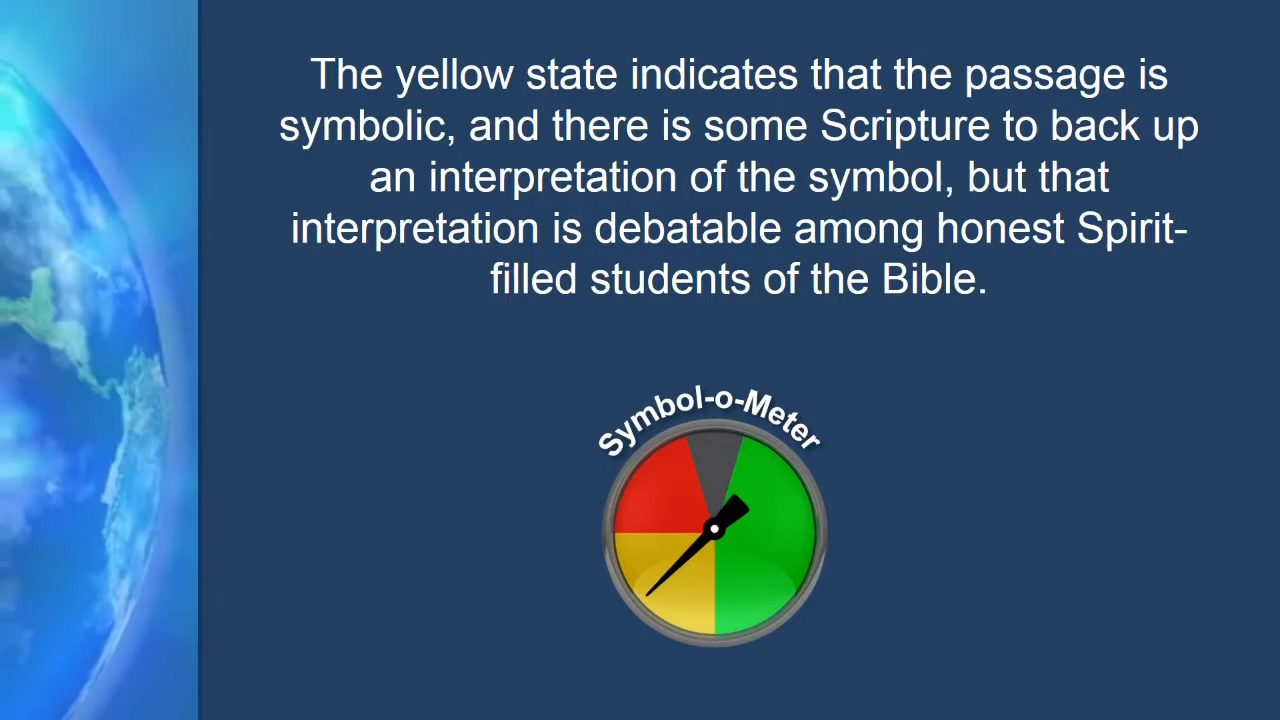 The yellow state indicates that the passage is
symbolic, and there is some Scripture to back up
an interpretation of the symbol, but that
interpretation is debatable among honest Spirit-
filled students of the Bible.
Symbol-o-Meter